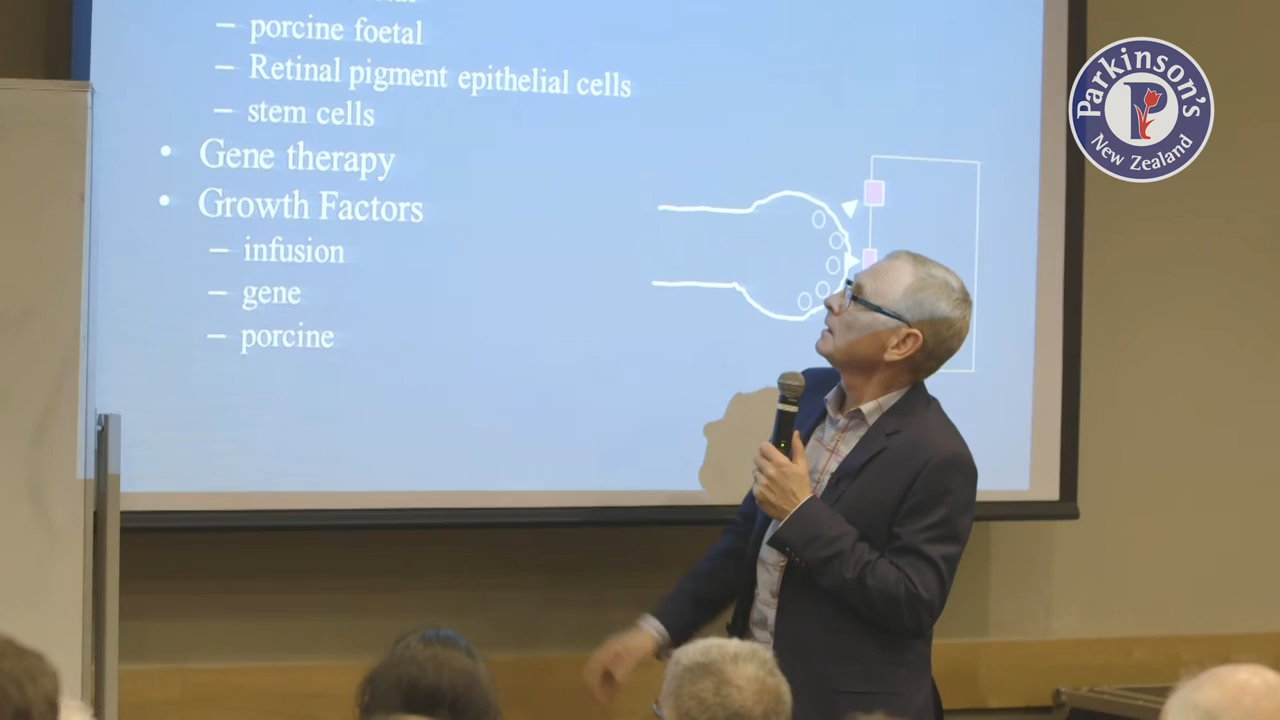 – porcine foetal
– Retinal pigment epithelial cells
– stem cells
• Gene therapy
• Growth Factors
– infusion
– gene
– porcine
Parkinson's
P
New Zealand